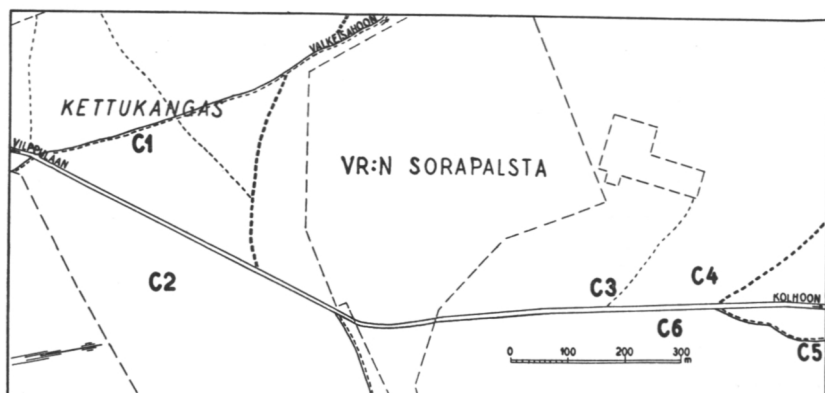 VALKEISAHOON
KETTUKANGAS
C1
VILPPULAAN
VR:N SORAPALSTA
C2
C3
C4
KOLHOON
C6
C5
0 100 200 300
m